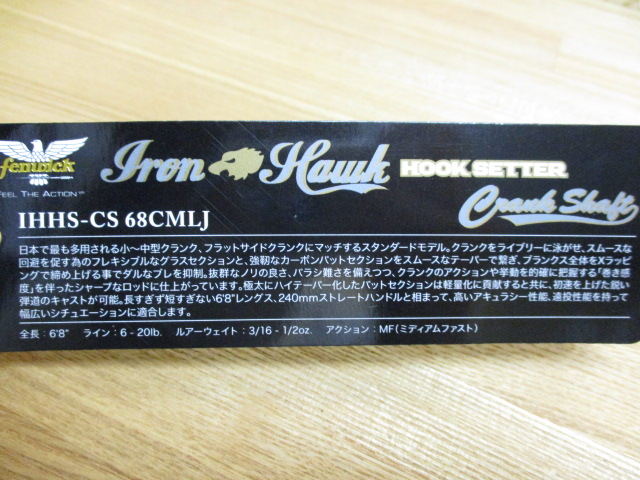 fenwick
FEEL THE ACTION
Iron Hawk HOOK SETTER
Crank Shaft
IHHS-CS 68CMLJ
日本で最も多用される小〜中型クランク、フラットサイドクランクにマッチするスタンダードモデル。クランクをライブリーに泳がせ、スムースな
回避を促す為のフレキシブルなグラスセクションと、強靭なカーボンバットセクションをスムースなテーパーで繋ぎ、ブランクス全体をXラッピ
ングで締め上げる事でダルなブレを抑制。抜群なノリの良さ、バラシ難さを備えつつ、クランクのアクションや挙動を的確に把握する「巻き感
度」を伴ったシャープなロッドに仕上がっています。極太にハイテーパー化したバットセクションは軽量化に貢献すると共に、初速を上げた鋭い
弾道のキャストが可能。長すぎず短すぎない6'8"レングス、240mmストレートハンドルと相まって、高いアキュラシー性能、遠投性能を持って
幅広いシチュエーションに適合します。
全長：6'8" ライン：6 - 20lb. ルアーウェイト：3/16 - 1/2oz. アクション：MF(ミディアムファスト)